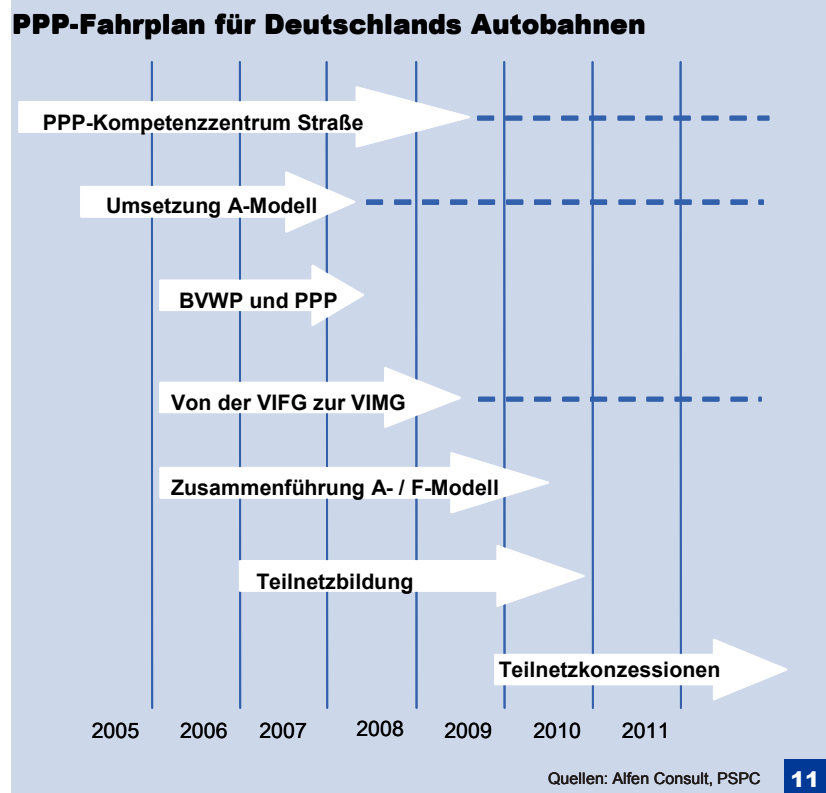 PPP-Fahrplan für Deutschlands Autobahnen
PPP-Kompetenzzentrum Straße
Umsetzung A-Modell
BVWP und PPP
Von der VIFG zur VIMG
Zusammenführung A- / F-Modell
Teilnetzbildung
Teilnetzkonzessionen
2005 2006 2007 2008 2009 2010 2011
Quellen: Alfen Consult, PSPC 11